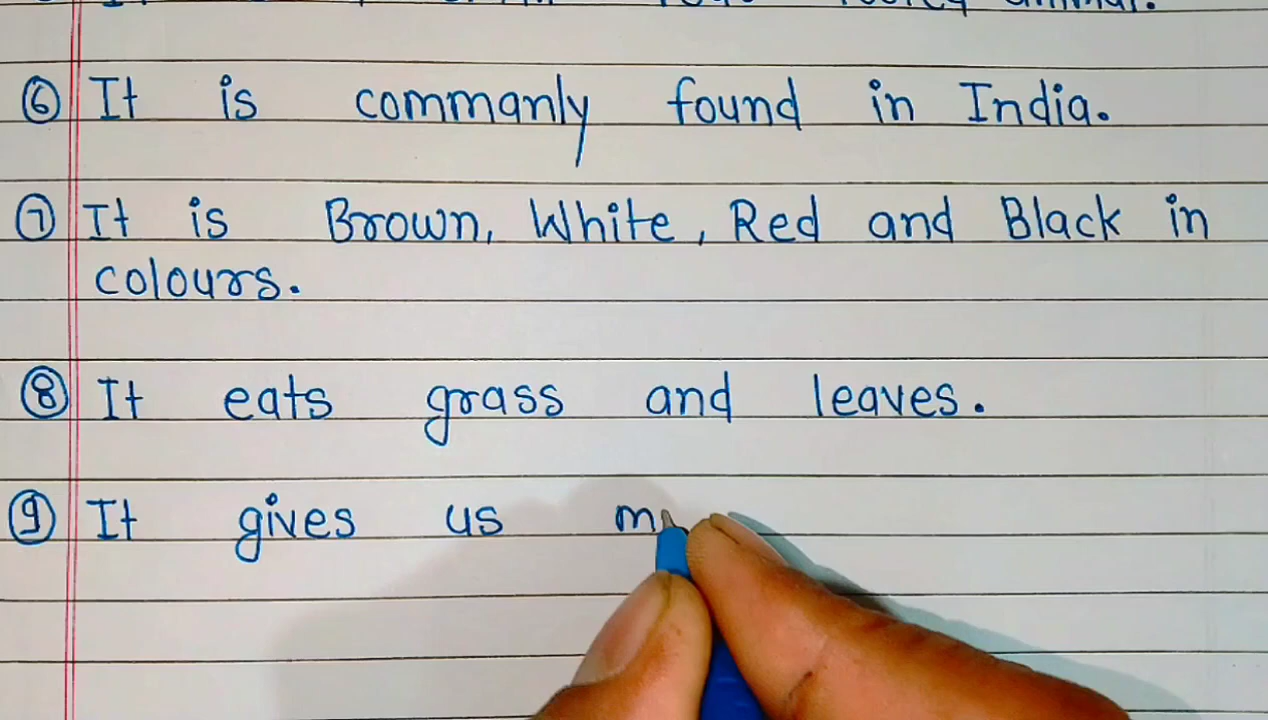 animal.
⑥ It is commanly found in India.
⑦ It is Brown, White, Red and Black in
colours.
⑧ It eats grass and leaves.
⑨ It gives us m